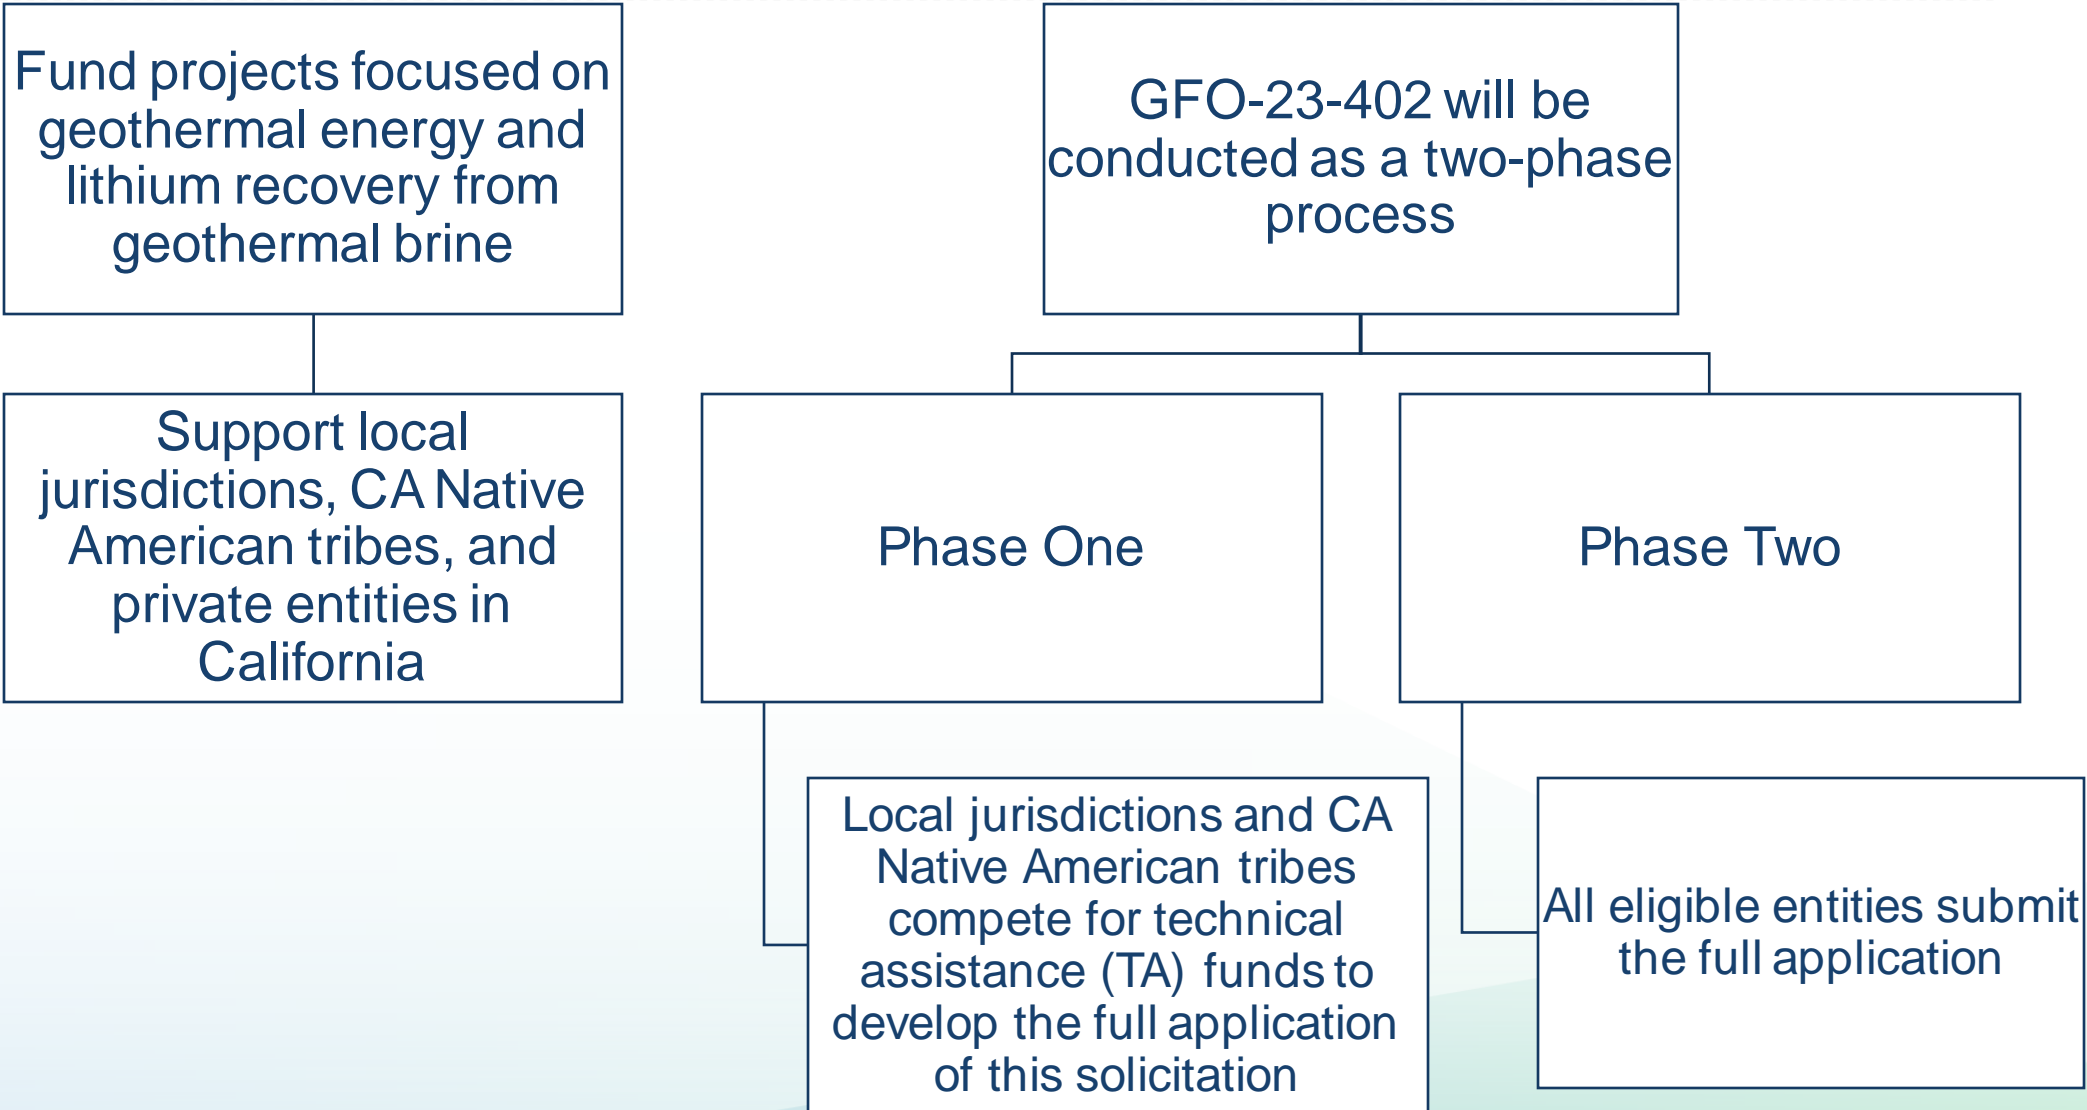 Fund projects focused on
geothermal energy and
lithium recovery from
geothermal brine
Support local
jurisdictions, CA Native
American tribes, and
private entities in
California
GFO-23-402 will be
conducted as a two-phase
process
Phase One
Local jurisdictions and CA
Native American tribes
compete for technical
assistance (TA) funds to
develop the full application
of this solicitation
Phase Two
All eligible entities submit
the full application